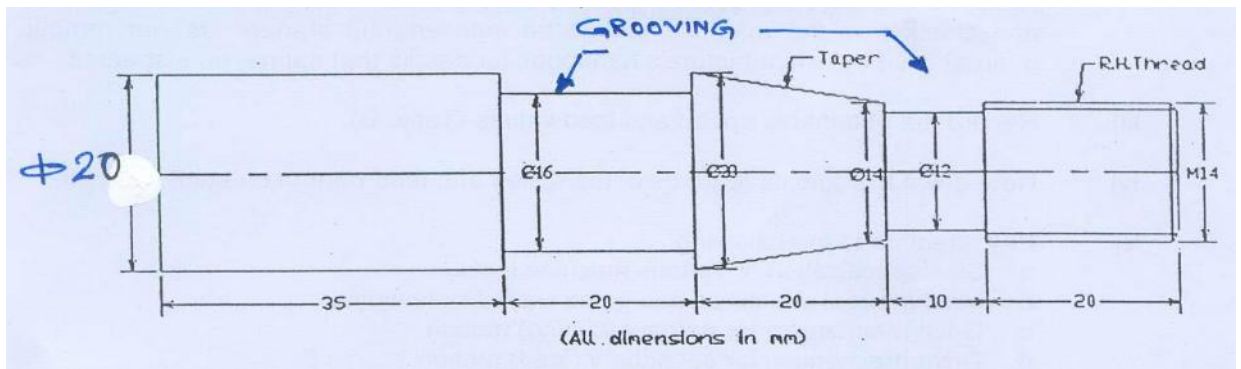 GROOVING
Taper
R.H.Thread
Φ20
Ø16
Ø20
Ø14
Ø12
M14
35
20
20
10
20
(All dimensions in mm)